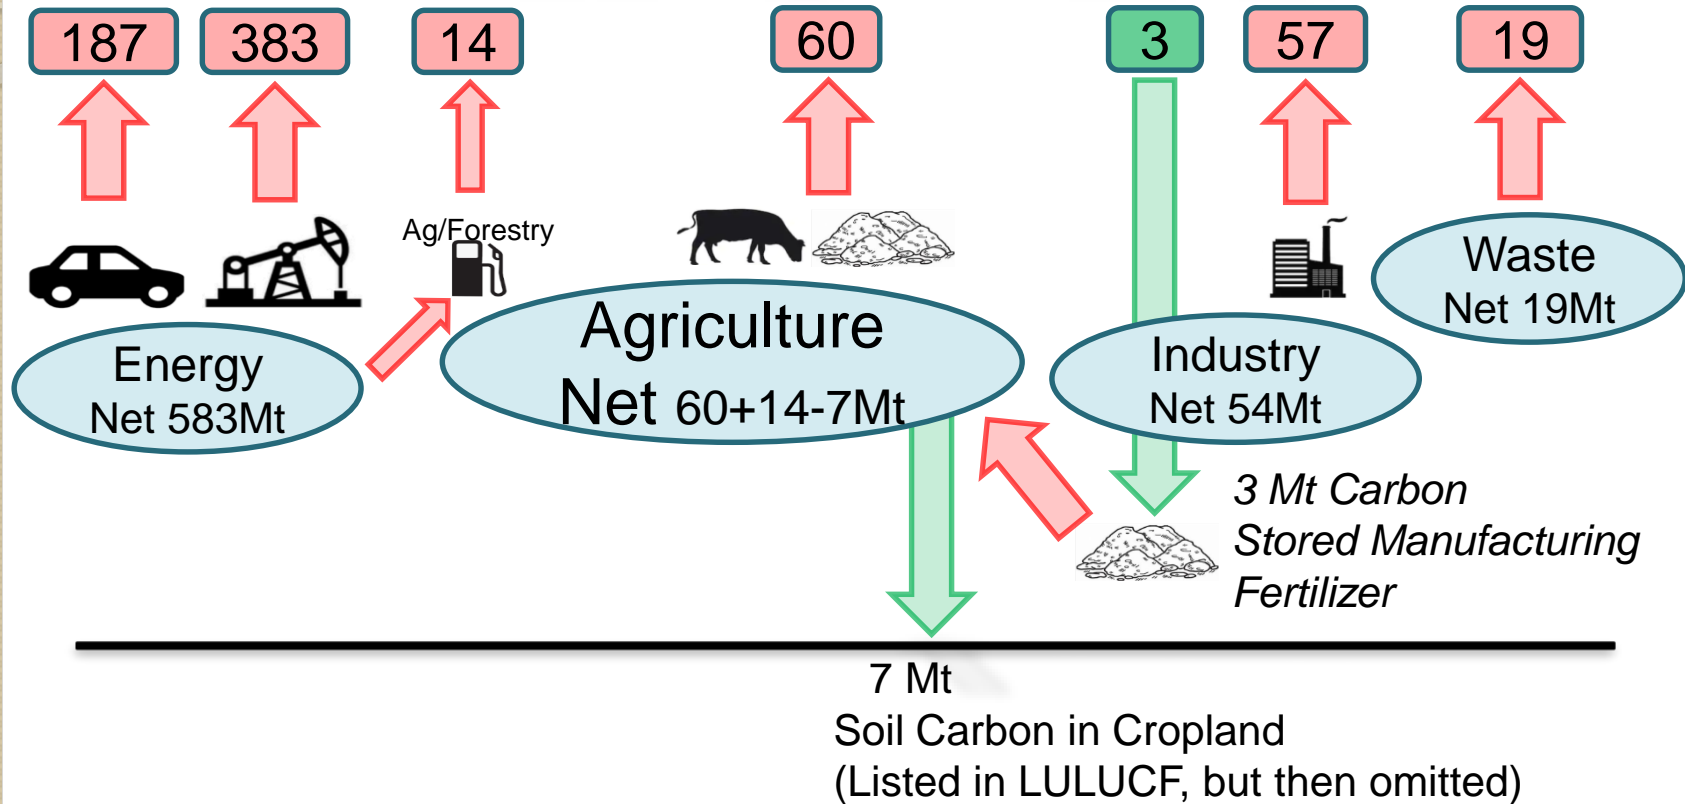 187
383
14
60
3
57
19
Ag/Forestry
Energy
Net 583Mt
Agriculture
Net 60+14-7Mt
Industry
Net 54Mt
Waste
Net 19Mt
3 Mt Carbon
Stored Manufacturing
Fertilizer
7 Mt
Soil Carbon in Cropland
(Listed in LULUCF, but then omitted)